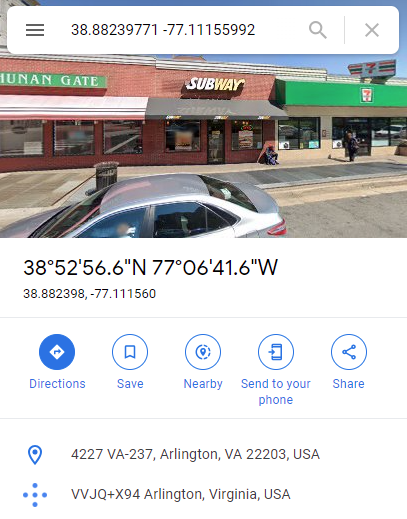 38.88239771 -77.11155992
HUNAN GATE
SUBWAY
38°52'56.6"N 77°06'41.6"W
38.882398, -77.111560
Directions
Save
Nearby
Send to your
phone
Share
4227 VA-237, Arlington, VA 22203, USA
VVJQ+X94 Arlington, Virginia, USA